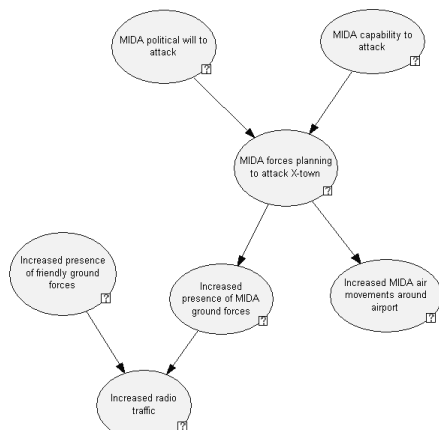 MIDA political will to
attack
?
MIDA capability to
attack
?
MIDA forces planning
to attack X-town
?
Increased presence
of friendly ground
forces
?
Increased
presence of MIDA
ground forces
?
Increased MIDA air
movements around
airport
?
Increased radio
traffic
?